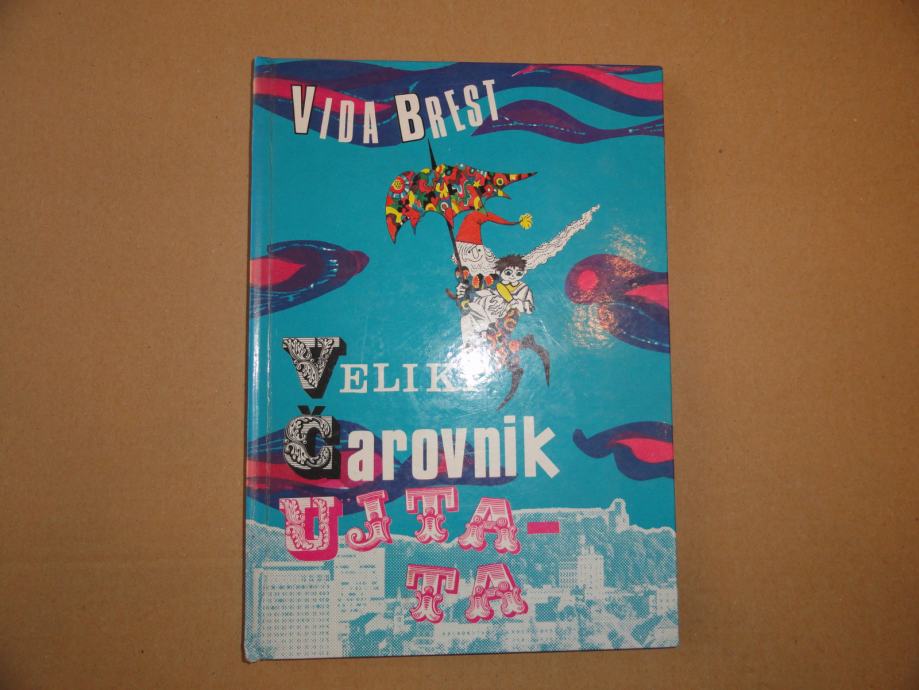 VIDA BREST
VELIKI
Čarovnik
UJTA-
TA